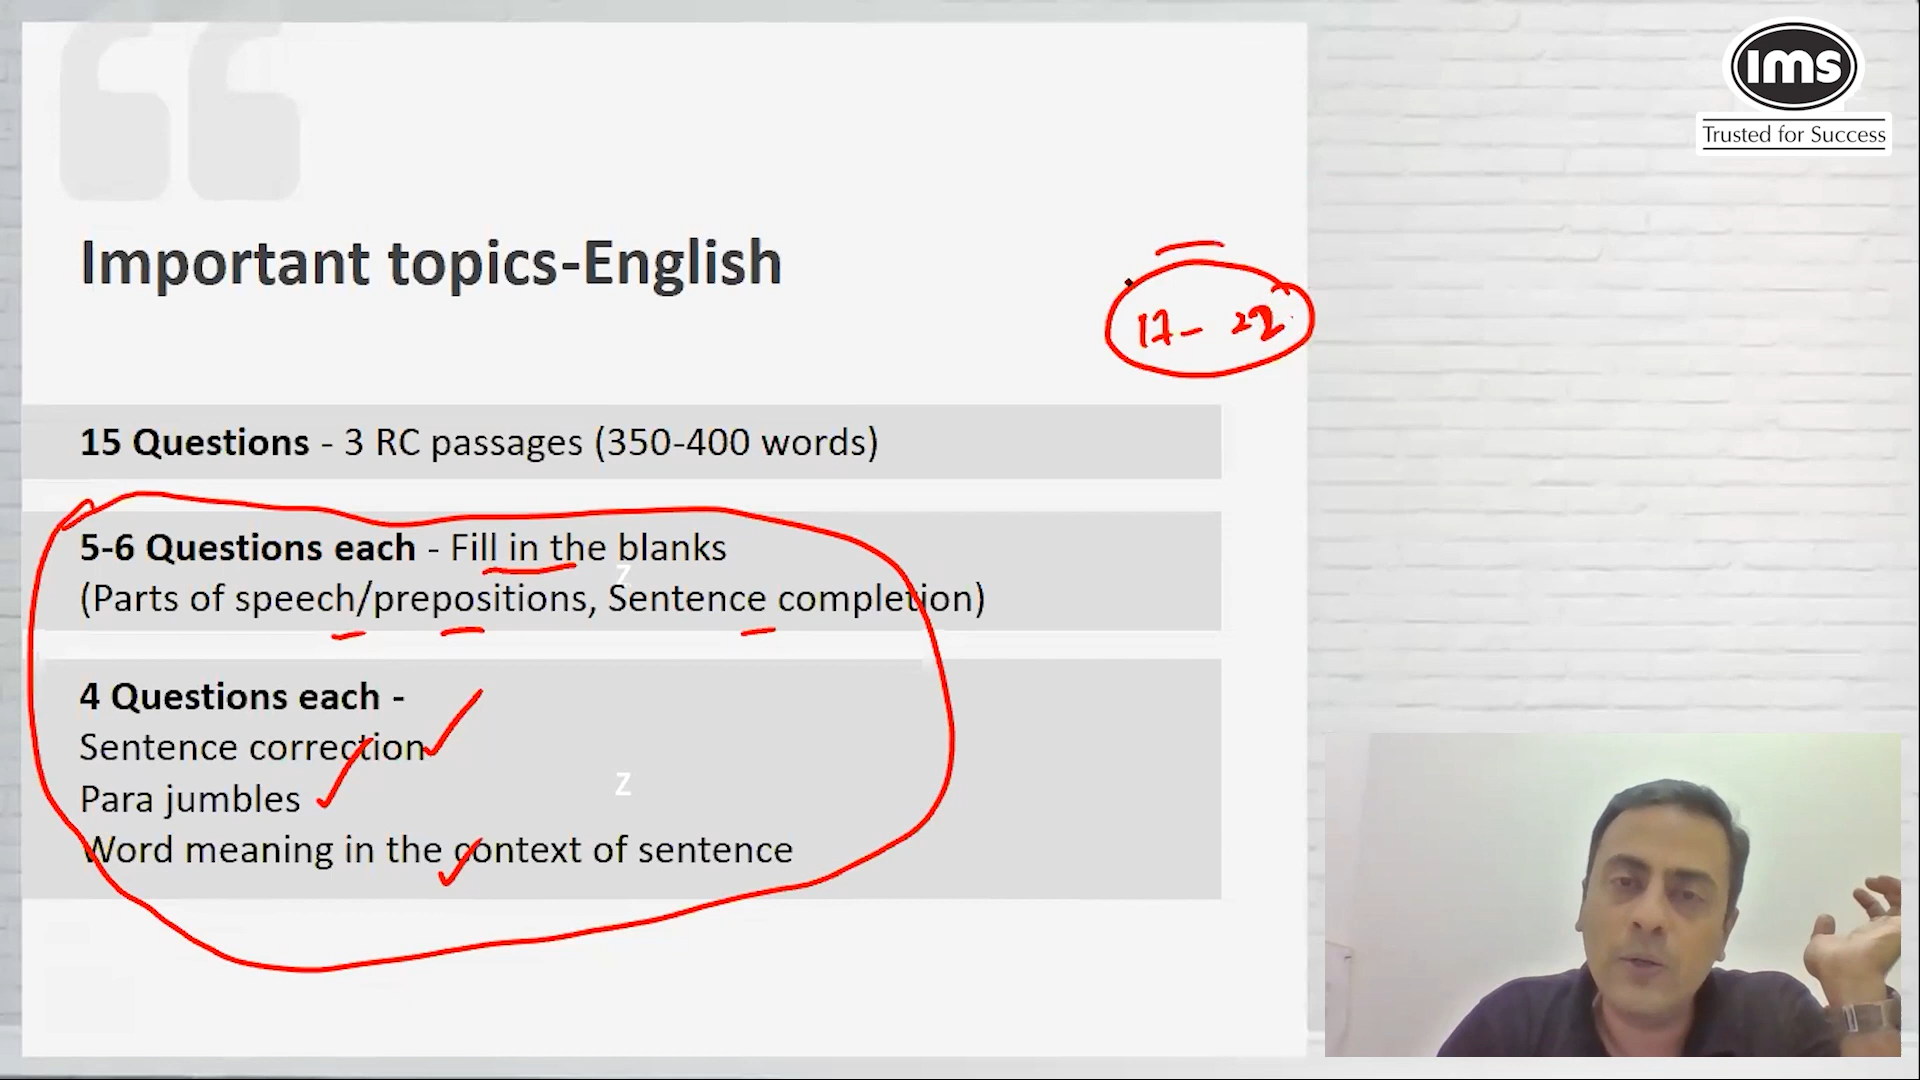 ims
Trusted for Success
Important topics-English
17- 22
15 Questions - 3 RC passages (350-400 words)
5-6 Questions each - Fill in the blanks
z
(Parts of speech/prepositions, Sentence completion)
4 Questions each -
Sentence correction
z
Para jumbles
Word meaning in the context of sentence